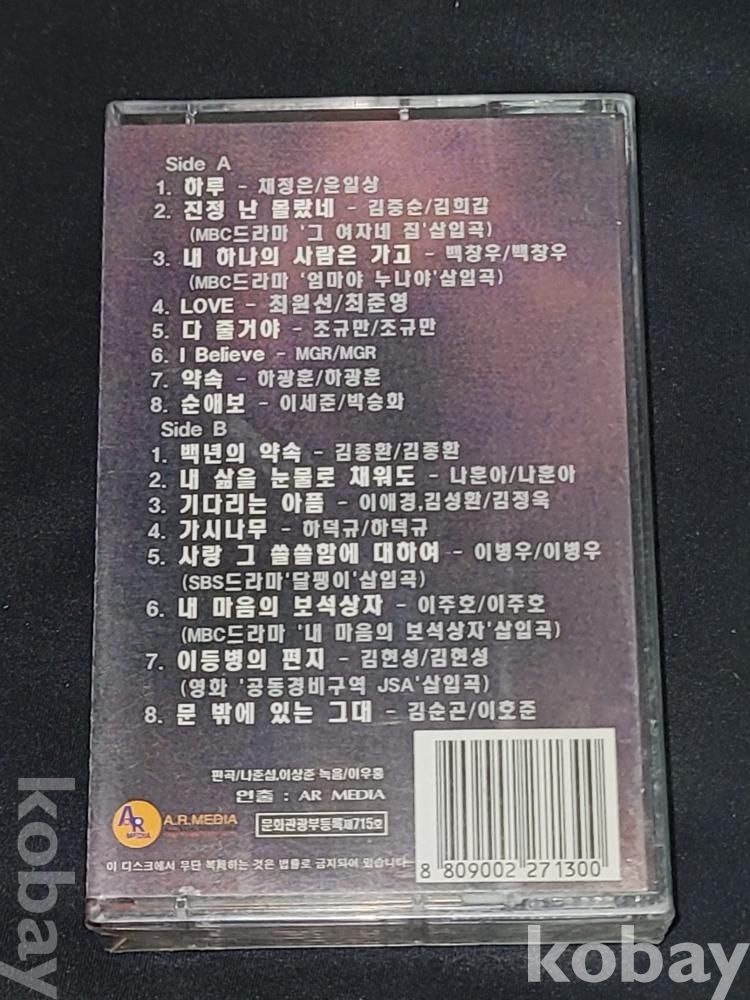 Side A
1. 하루 - 채정은/윤일상
2. 진정 난 몰랐네 - 김중순/김희갑
(MBC드라마 '그 여자네 집'삽입곡)
3. 내 하나의 사람은 가고 - 백창우/백창우
(MBC드라마 '엄마야 누나야'삽입곡)
4. LOVE - 최원선/최준영
5. 다 줄거야 - 조규만/조규만
6. I Believe - MGR/MGR
7. 약속 - 하광훈/하광훈
8. 순애보 - 이세준/박승화
Side B
1. 백년의 약속 - 김종환/김종환
2. 내 삶을 눈물로 채워도 - 나훈아/나훈아
3. 기다리는 아픔 - 이애경,김성환/김정욱
4. 가시나무 - 하덕규/하덕규
5. 사랑 그 쓸쓸함에 대하여 - 이병우/이병우
(SBS드라마'달팽이'삽입곡)
6. 내 마음의 보석상자 - 이주호/이주호
(MBC드라마 '내 마음의 보석상자'삽입곡)
7. 이등병의 편지 - 김현성/김현성
(영화 '공동경비구역 JSA'삽입곡)
8. 문 밖에 있는 그대 - 김순곤/이호준
편곡/나준섭,이상준 녹음/이우홍
연출 : AR MEDIA
AR MEDIA
A.R.MEDIA
문화관광부등록제715호
이 디스크에서 무단 복제하는 것은 법률로 금지되어 있습니다
8 809002 271300
kobay
kobay